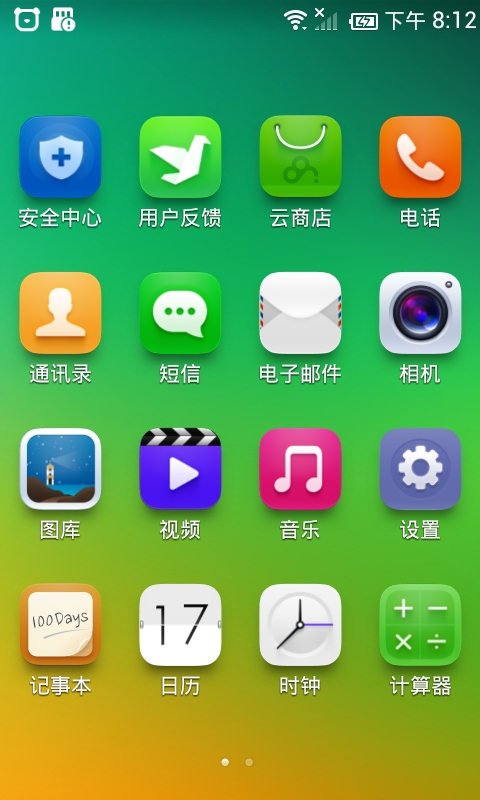 下午 8:12
安全中心 用户反馈 云商店 电话
通讯录 短信 电子邮件 相机
图库 视频 音乐 设置
100Days
17
记事本 日历 时钟 计算器